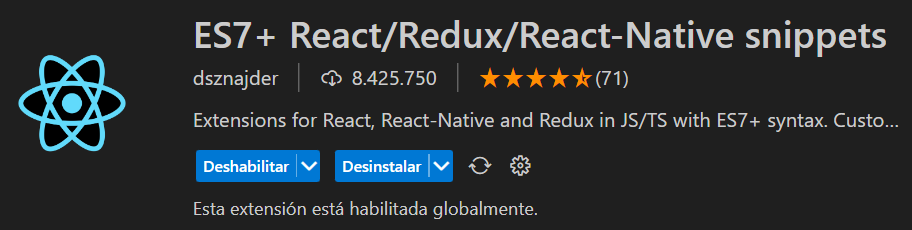 ES7+ React/Redux/React-Native snippets
dsznajder 8.425.750 (71)
Extensions for React, React-Native and Redux in JS/TS with ES7+ syntax. Custo...
Deshabilitar Desinstalar
Esta extensión está habilitada globalmente.